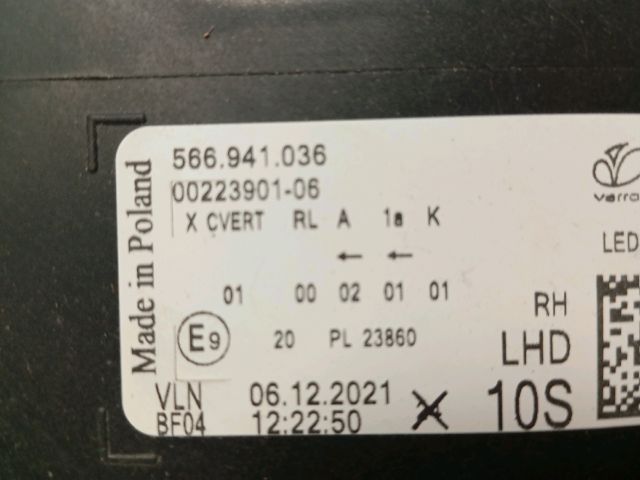 Made in Poland
566.941.036
00223901-06
X CVERT RL A 1a K
← ←
01 00 02 01 01
E9 20 PL 23860
VLN 06.12.2021
BF04 12:22:50
X
LED
RH
LHD
10S